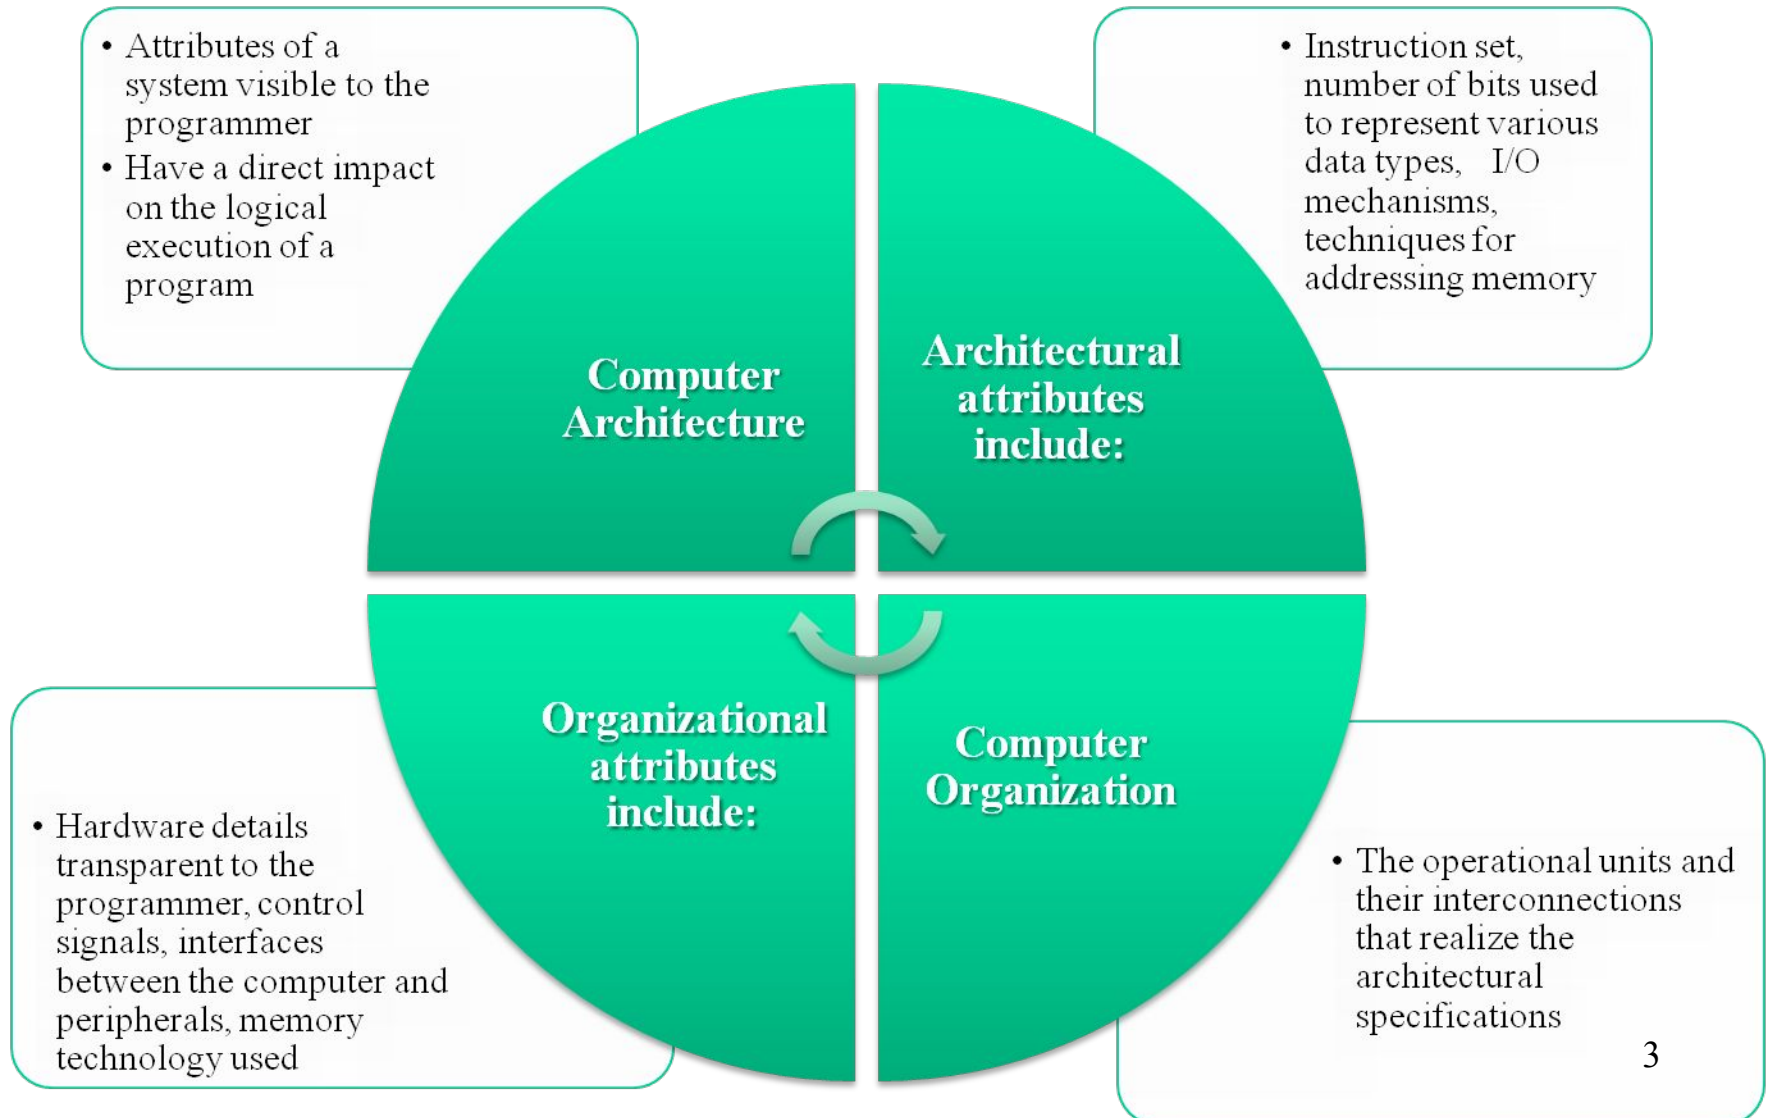 • Attributes of a
system visible to the
programmer
• Have a direct impact
on the logical
execution of a
program
Computer
Architecture
• Instruction set,
number of bits used
to represent various
data types, I/O
mechanisms,
techniques for
addressing memory
Architectural
attributes
include:
Organizational
attributes
include:
• Hardware details
transparent to the
programmer, control
signals, interfaces
between the computer and
peripherals, memory
technology used
Computer
Organization
• The operational units and
their interconnections
that realize the
architectural
specifications
3